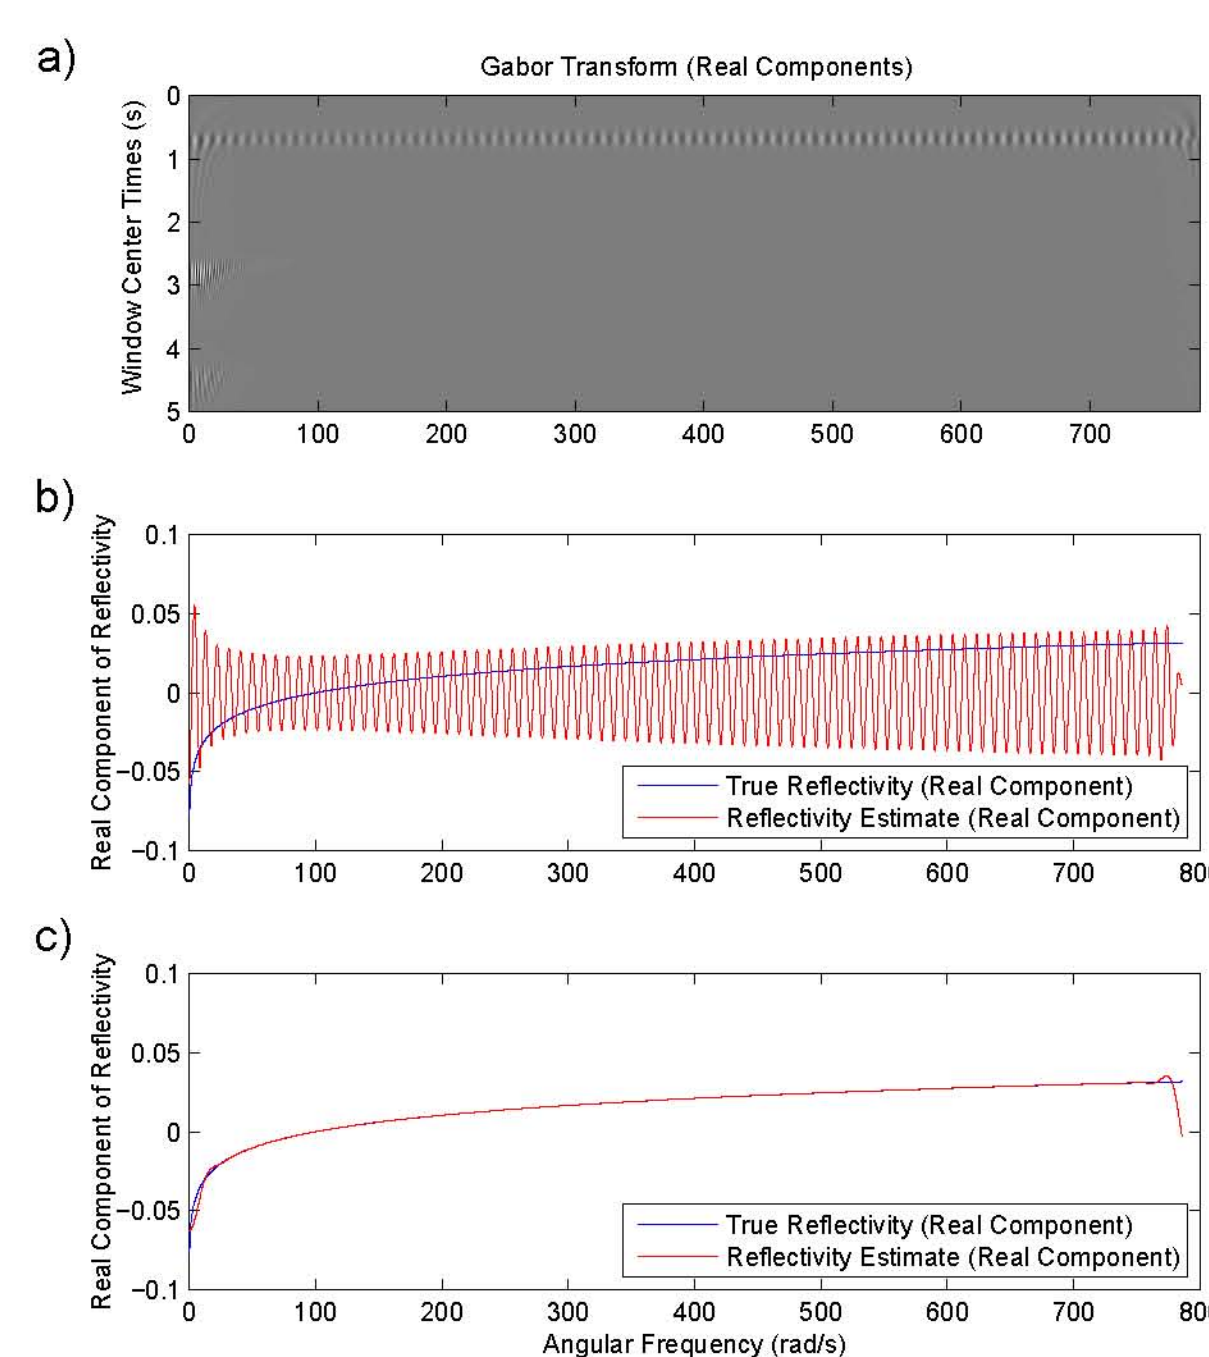 a)
Gabor Transform (Real Components)
Window Center Times (s)
0
1
2
3
4
5
0 100 200 300 400 500 600 700
b)
Real Component of Reflectivity
0.1
0.05
0
−0.05
−0.1
True Reflectivity (Real Component)
Reflectivity Estimate (Real Component)
0 100 200 300 400 500 600 700 80
c)
Real Component of Reflectivity
0.1
0.05
0
−0.05
−0.1
True Reflectivity (Real Component)
Reflectivity Estimate (Real Component)
0 100 200 300 400 500 600 700 80
Angular Frequency (rad/s)